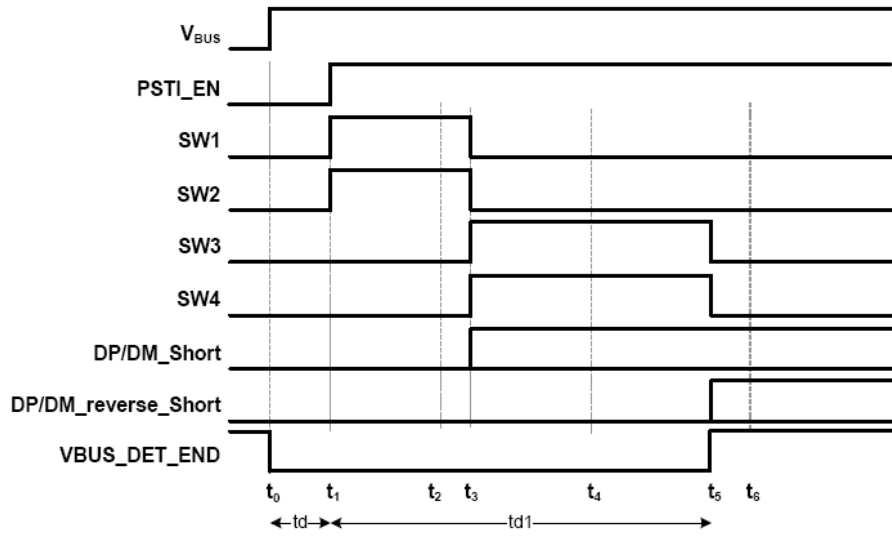 VBUS
PSTI_EN
SW1
SW2
SW3
SW4
DP/DM_Short
DP/DM_reverse_Short
VBUS_DET_END
t0 t1 t2 t3 t4 t5 t6
td td1